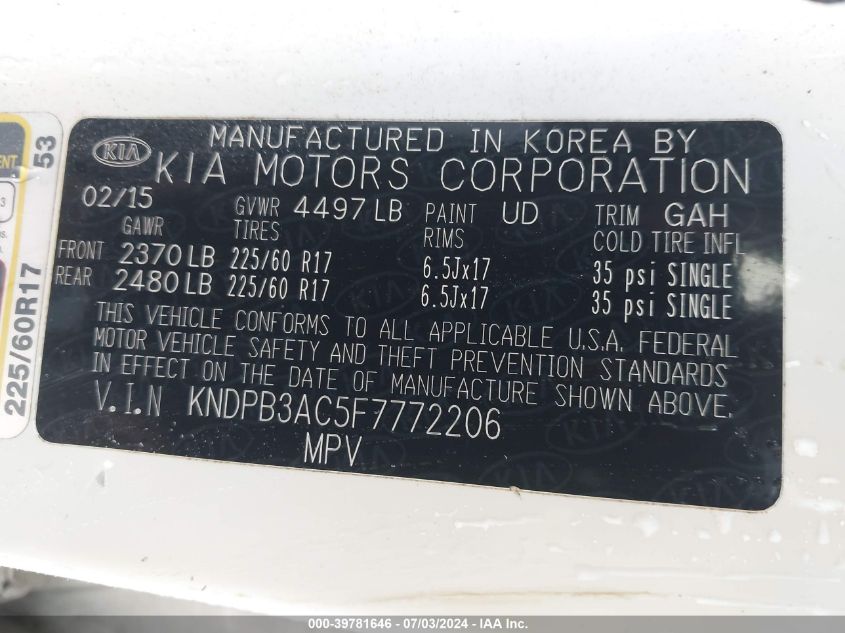 MANUFACTURED IN KOREA BY
KIA KIA MOTORS CORPORATION
02/15 GVWR 4497 LB PAINT UD TRIM GAH
GAWR TIRES RIMS COLD TIRE INFL
FRONT 2370 LB 225/60 R17 6.5Jx17 35 psi SINGLE
REAR 2480 LB 225/60 R17 6.5Jx17 35 psi SINGLE
THIS VEHICLE CONFORMS TO ALL APPLICABLE U.S.A. FEDERAL
MOTOR VEHICLE SAFETY AND THEFT PREVENTION STANDARDS
IN EFFECT ON THE DATE OF MANUFACTURE SHOWN ABOVE.
V.I.N KNDPB3AC5F7772206
MPV
225/60R17 53
000-39781646 - 07/03/2024 - IAA Inc.